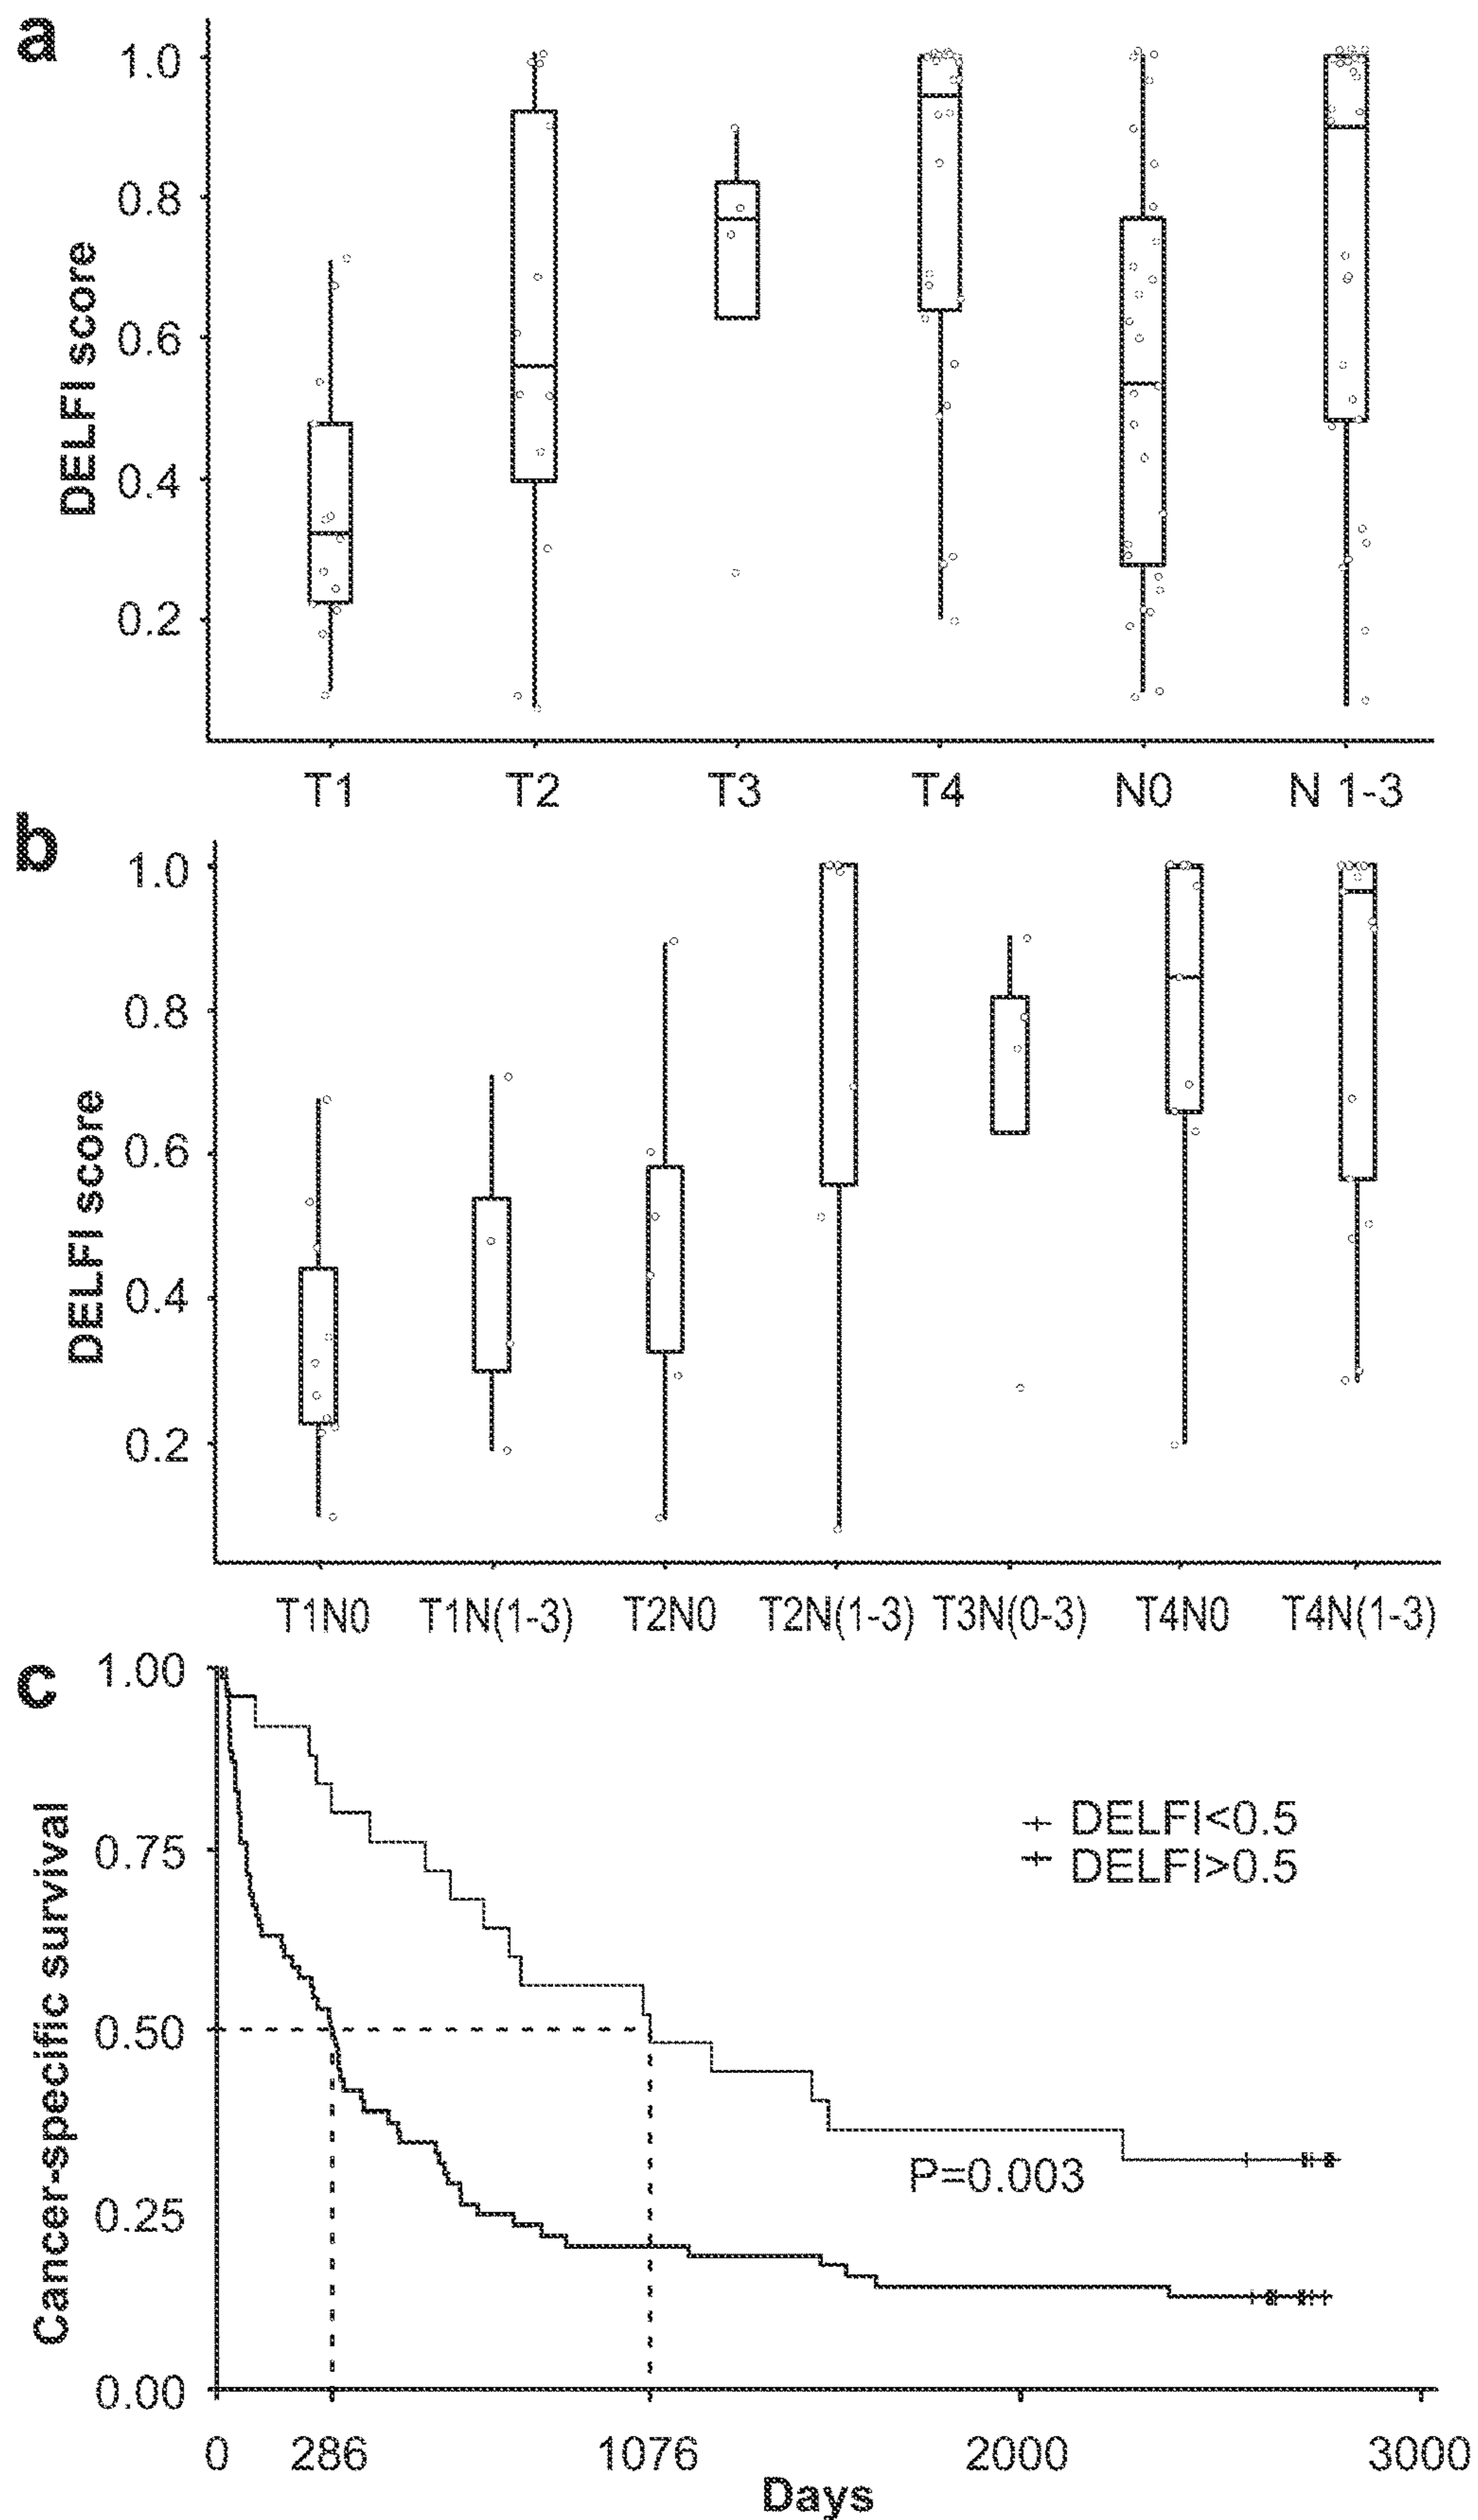 a
1.0
0.8
0.6
0.4
0.2
DELFI score
T1 T2 T3 T4 N0 N 1-3
b
1.0
0.8
0.6
0.4
0.2
DELFI score
T1N0 T1N(1-3) T2N0 T2N(1-3) T3N(0-3) T4N0 T4N(1-3)
c
1.00
0.75
0.50
0.25
0.00
Cancer-specific survival
DELFI<0.5
DELFI>0.5
P=0.003
0 286 1076 2000 3000
Days